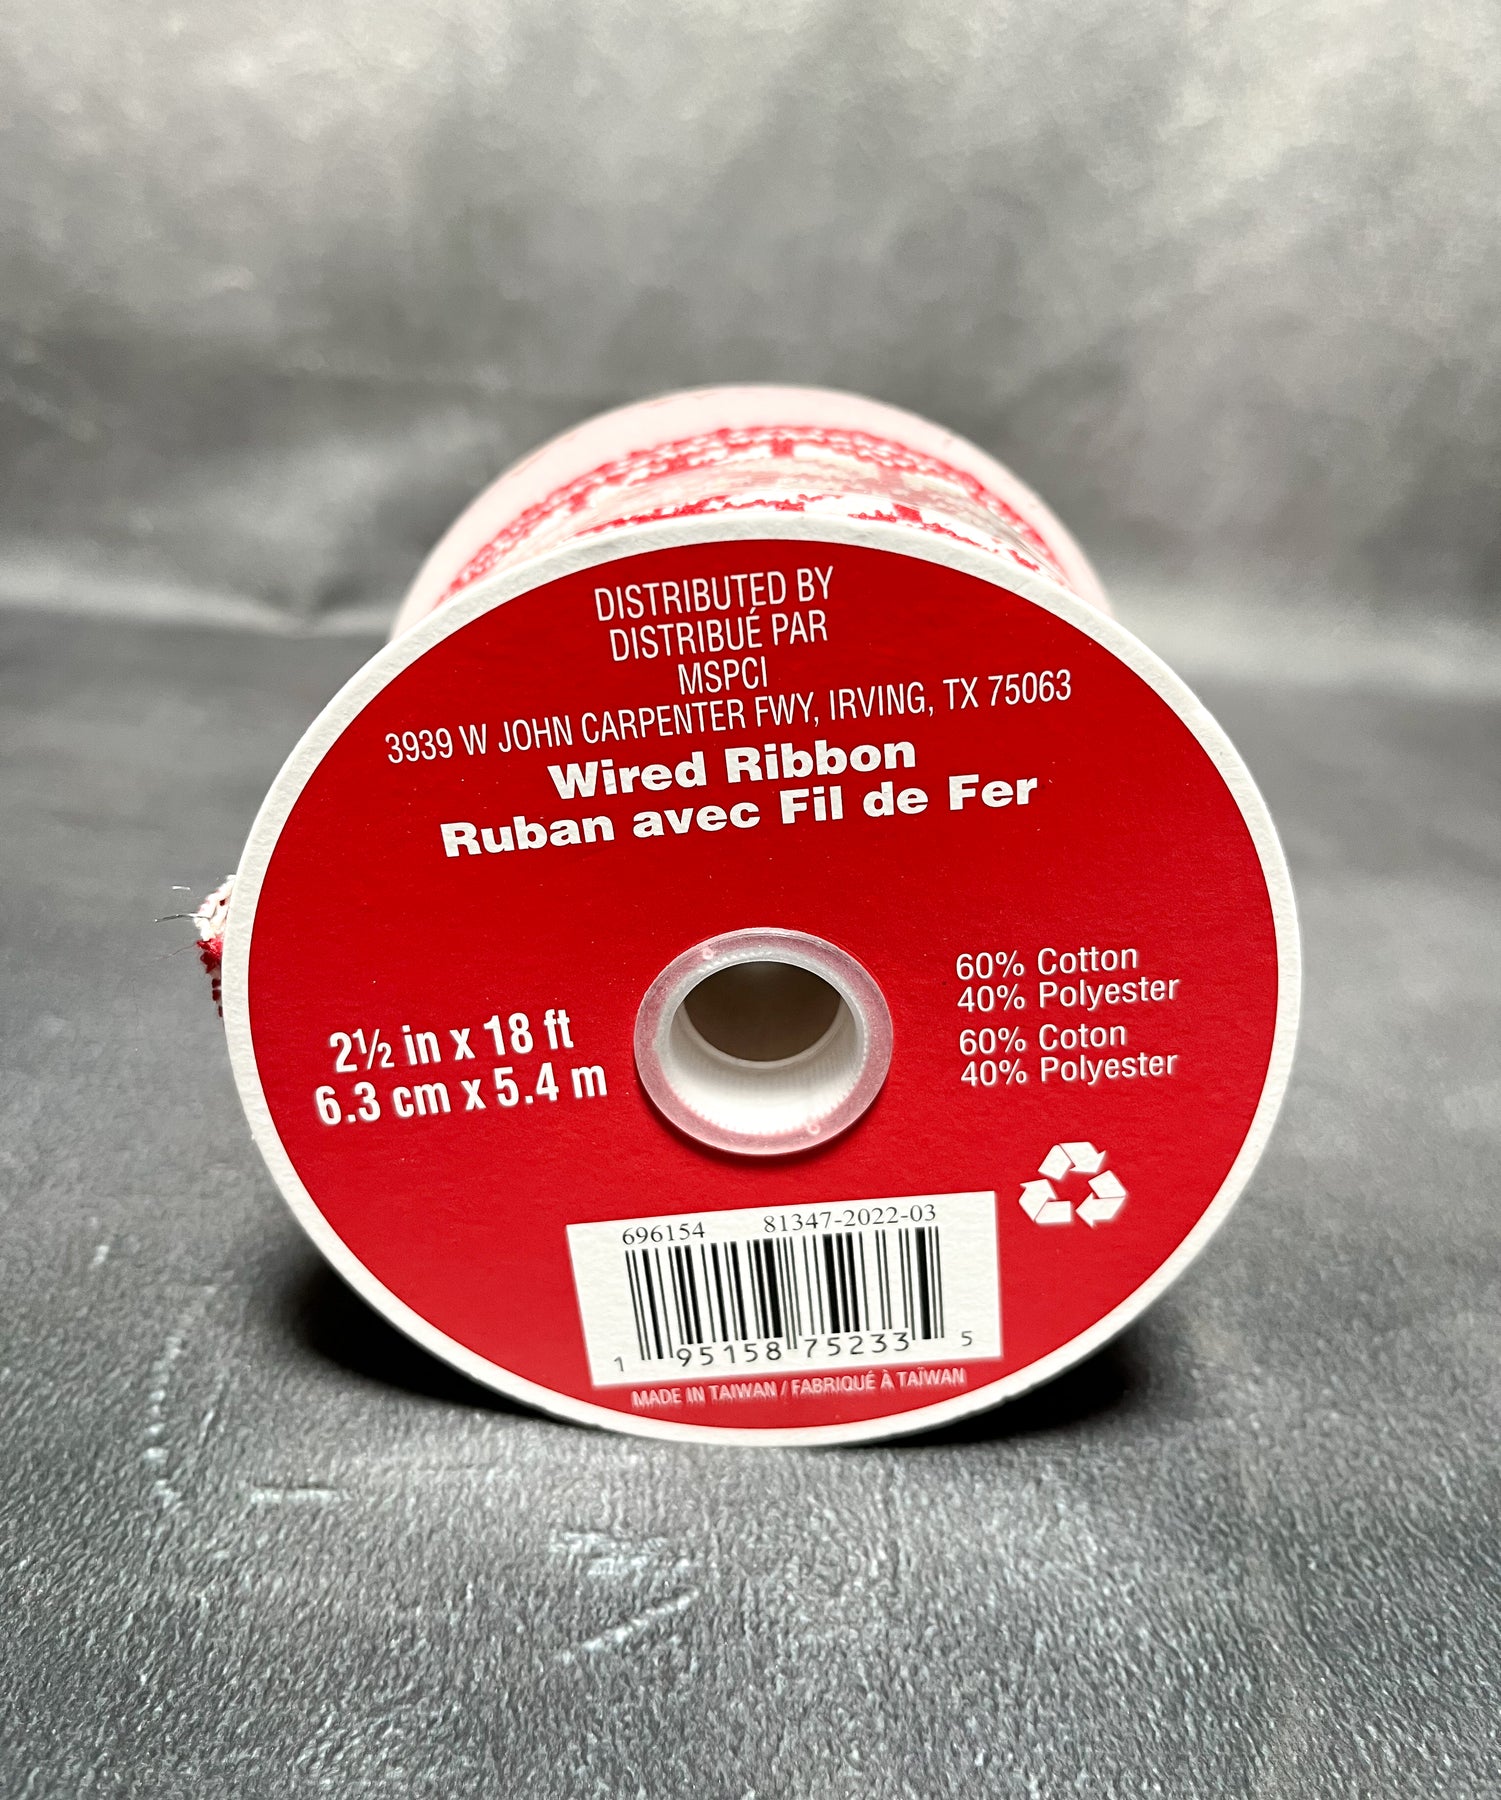 DISTRIBUTED BY
DISTRIBUÉ PAR
MSPCI
3939 W JOHN CARPENTER FWY, IRVING, TX 75063
Wired Ribbon
Ruban avec Fil de Fer
2½ in x 18 ft
6.3 cm x 5.4 m
60% Cotton
40% Polyester
60% Coton
40% Polyester
696154 81347-2022-03
1 95158 75233 5
MADE IN TAIWAN / FABRIQUÉ À TAÏWAN